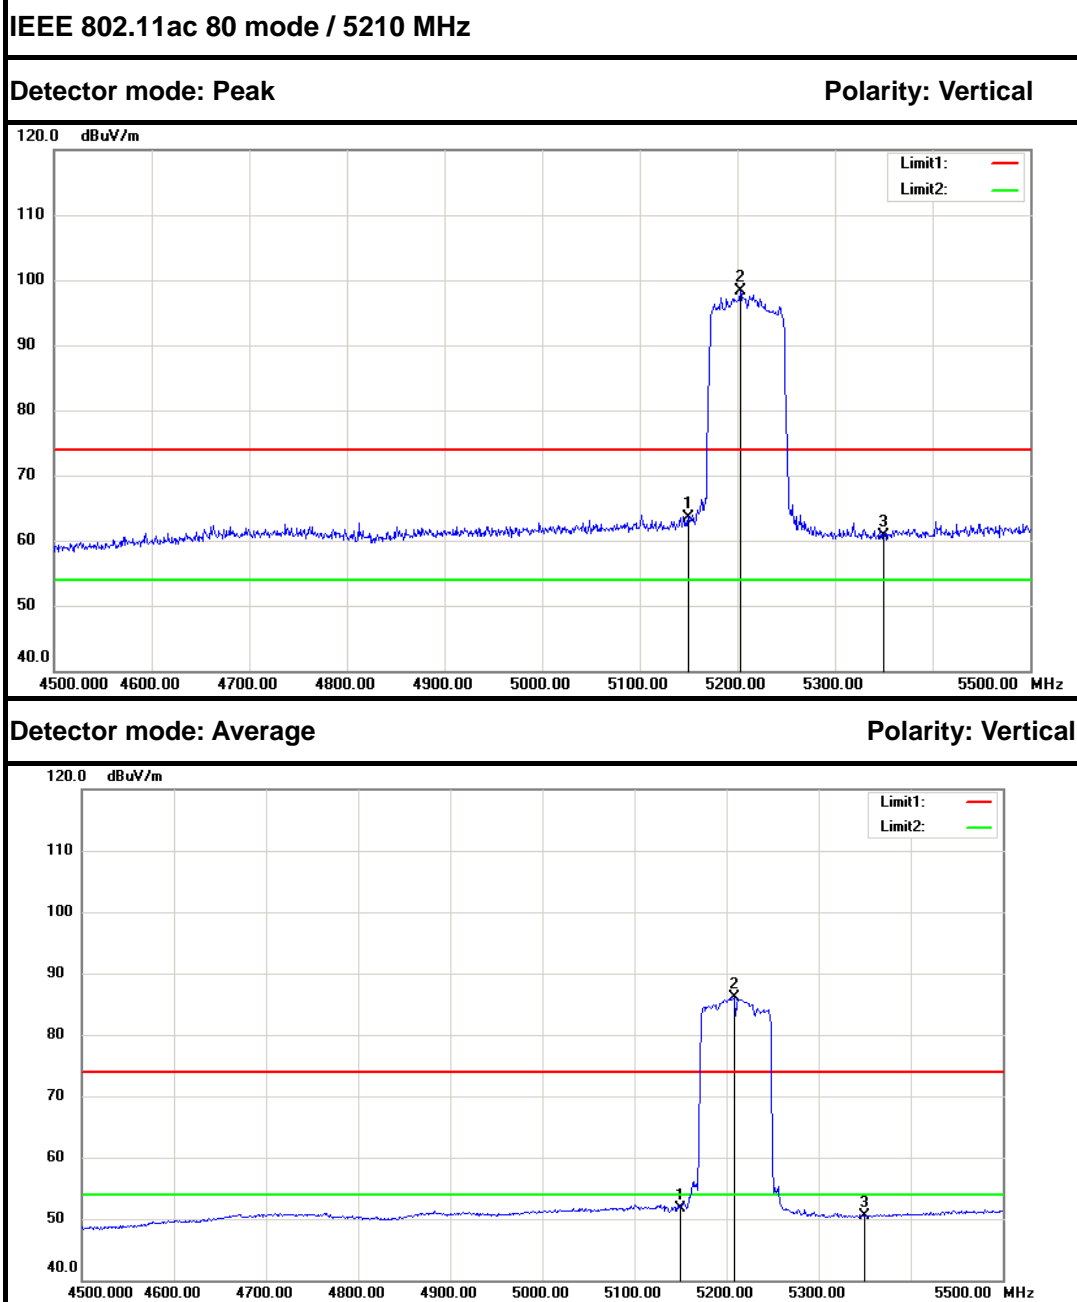 IEEE 802.11ac 80 mode / 5210 MHz
Detector mode: Peak Polarity: Vertical
120.0 dBuV/m
Limit1:
Limit2:
110
100
90
80
70
60
50
40.0
2
1
3
4500.000 4600.00 4700.00 4800.00 4900.00 5000.00 5100.00 5200.00 5300.00 5500.00 MHz
Detector mode: Average Polarity: Vertical
120.0 dBuV/m
Limit1:
Limit2:
110
100
90
80
70
60
50
40.0
2
1
3
4500.000 4600.00 4700.00 4800.00 4900.00 5000.00 5100.00 5200.00 5300.00 5500.00 MHz